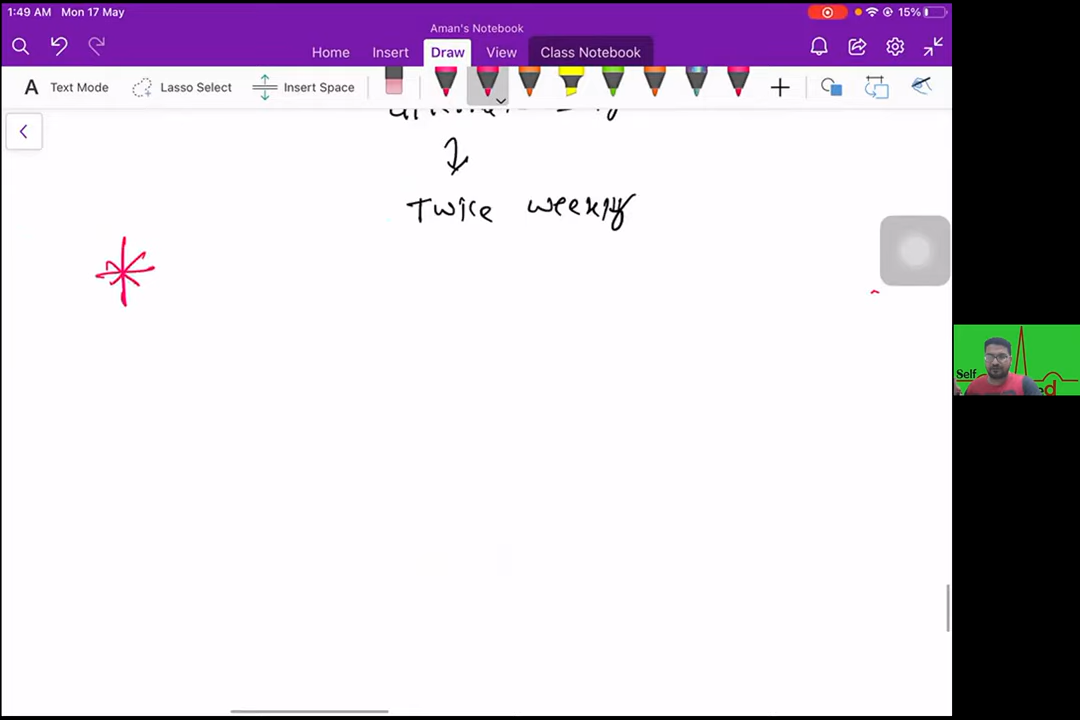 1:49 AM Mon 17 May
15%
Aman's Notebook
Home Insert Draw View Class Notebook
A Text Mode Lasso Select Insert Space
Twice weekly
Self